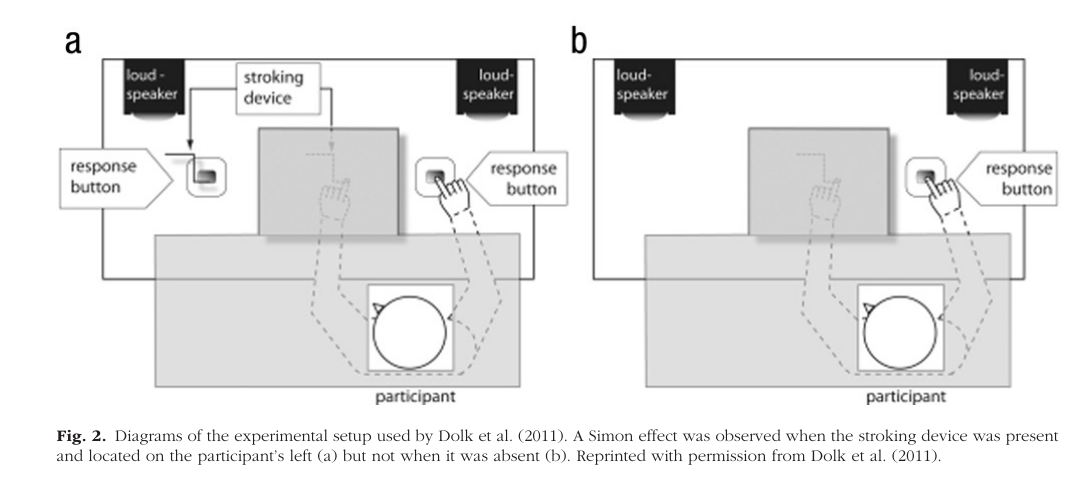 a
loud-
speaker
stroking
device
loud-
speaker
response
button
response
button
participant
b
loud-
speaker
loud-
speaker
response
button
participant
Fig. 2. Diagrams of the experimental setup used by Dolk et al. (2011). A Simon effect was observed when the stroking device was present
and located on the participant's left (a) but not when it was absent (b). Reprinted with permission from Dolk et al. (2011).